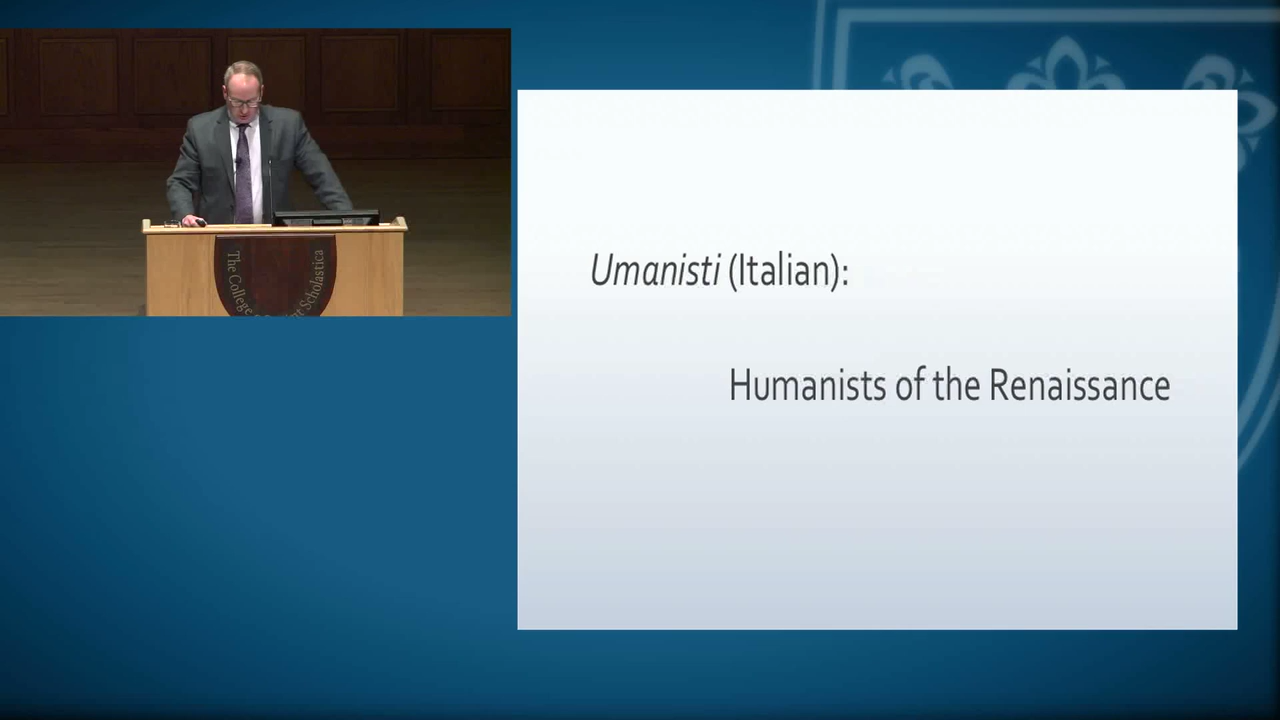 Umanisti (Italian):
Humanists of the Renaissance
The College of Saint Scholastica